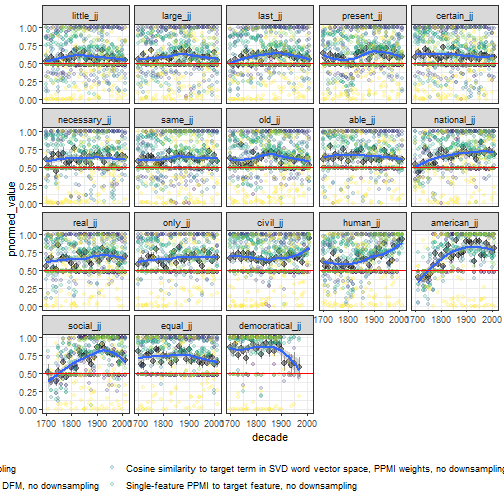 little_jj large_jj last_jj present_jj certain_jj
1.00
0.75
0.50
0.25
0.00
necessary_jj same_jj old_jj able_jj national_jj
1.00
0.75
0.50
0.25
0.00
pnormed_value
real_jj only_jj civil_jj human_jj american_jj
1.00
0.75
0.50
0.25
0.00
1700 1800 1900 2000 1700 1800 1900 2000
social_jj equal_jj democratical_jj
1.00
0.75
0.50
0.25
0.00
1700 1800 1900 2000 1700 1800 1900 2000 1700 1800 1900 2000
decade
pling Cosine similarity to target term in SVD word vector space, PPMI weights, no downsampling
DFM, no downsampling Single-feature PPMI to target feature, no downsampling